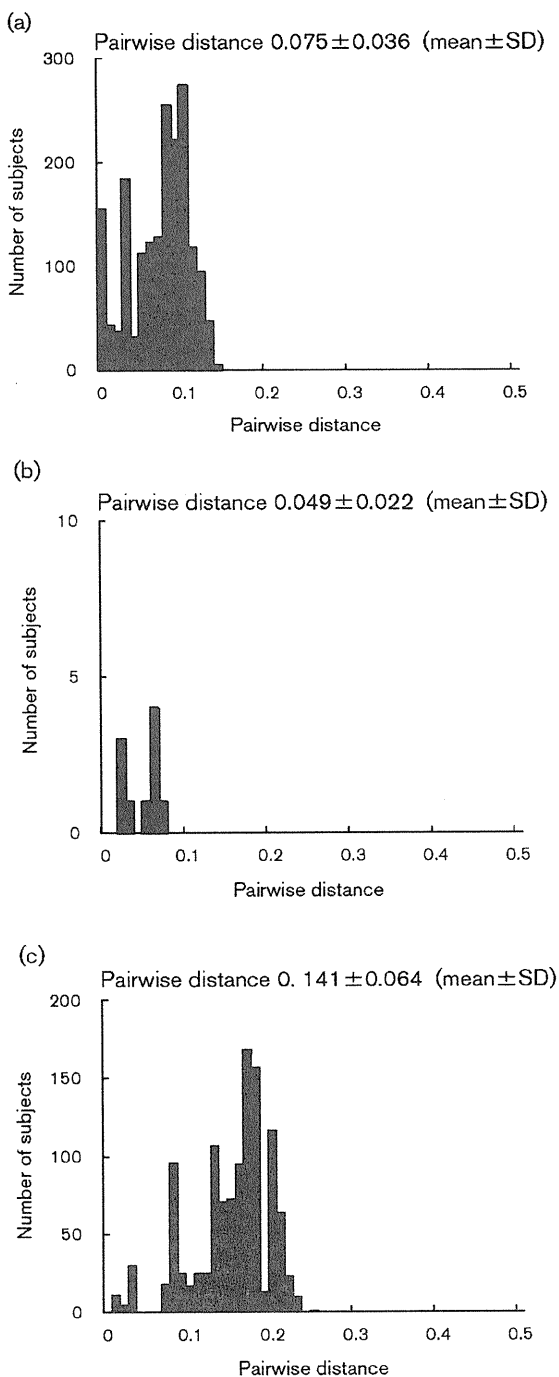 (a)
Pairwise distance 0.075±0.036 (mean±SD)
300
200
100
0
Number of subjects
0 0.1 0.2 0.3 0.4 0.5
Pairwise distance
(b)
Pairwise distance 0.049±0.022 (mean±SD)
10
5
0
Number of subjects
0 0.1 0.2 0.3 0.4 0.5
Pairwise distance
(c)
Pairwise distance 0. 141±0.064 (mean±SD)
200
150
100
50
0
Number of subjects
0 0.1 0.2 0.3 0.4 0.5
Pairwise distance